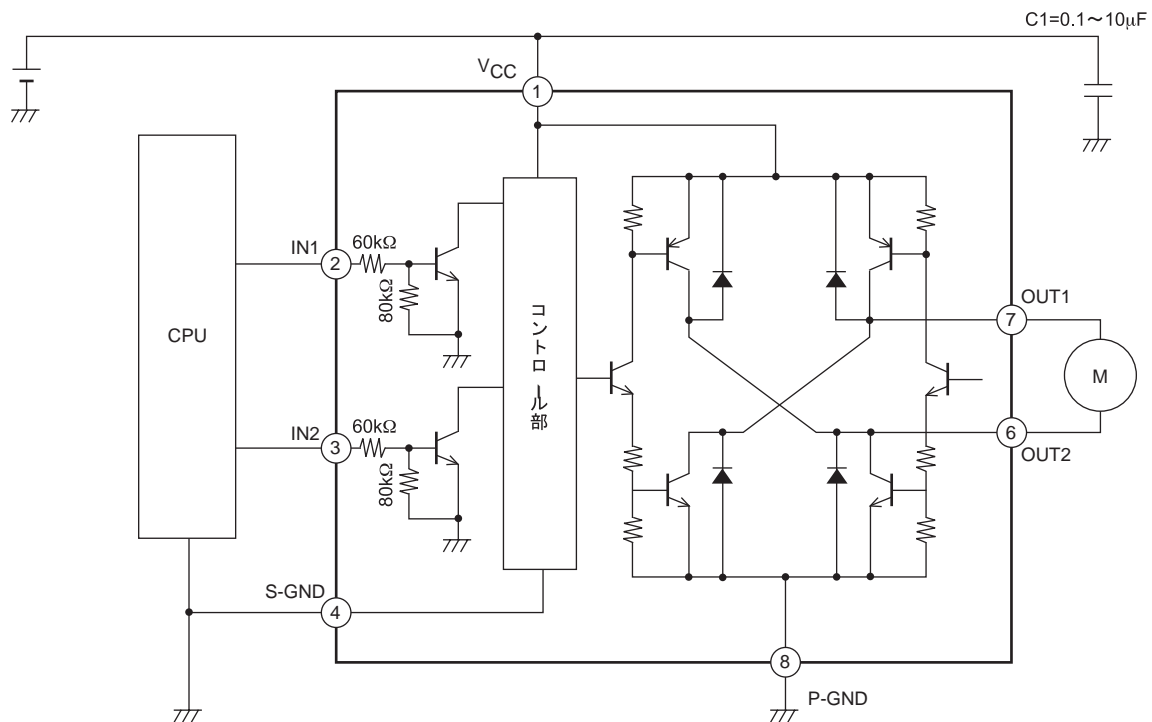 C1=0.1～10μF
VCC
1
IN1
2
60kΩ
80kΩ
CPU
コントロール部
OUT1
7
M
IN2
3
60kΩ
80kΩ
6
OUT2
S-GND
4
8
P-GND